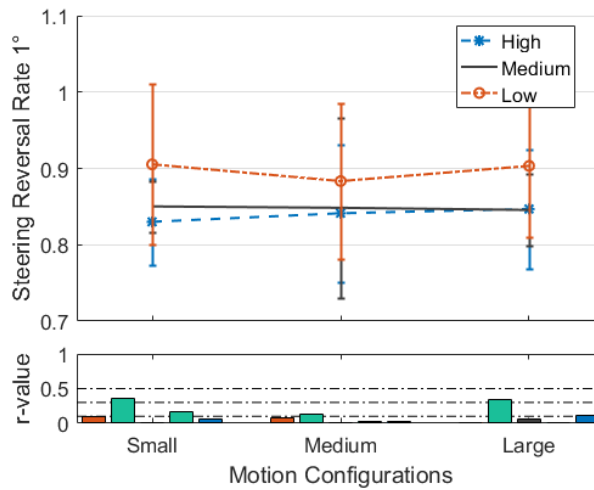 Steering Reversal Rate 1°
1.1
1
0.9
0.8
0.7
High
Medium
Low
r-value
1
0.5
0
Small
Medium
Large
Motion Configurations